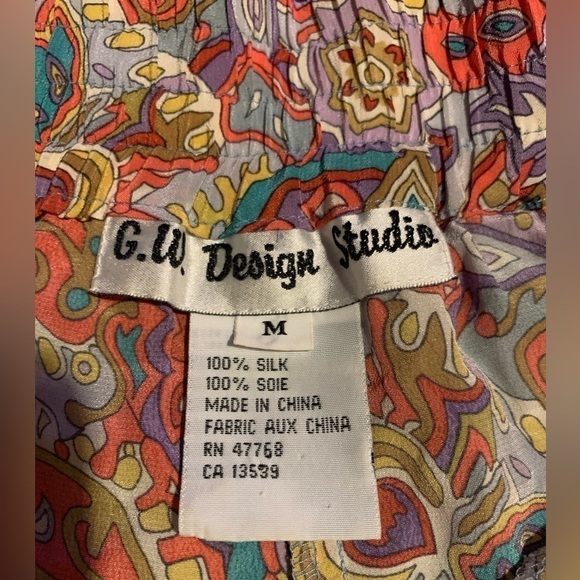 G.W. Design Studio
M
100% SILK
100% SOIE
MADE IN CHINA
FABRIC AUX CHINA
RN 47768
CA 13539